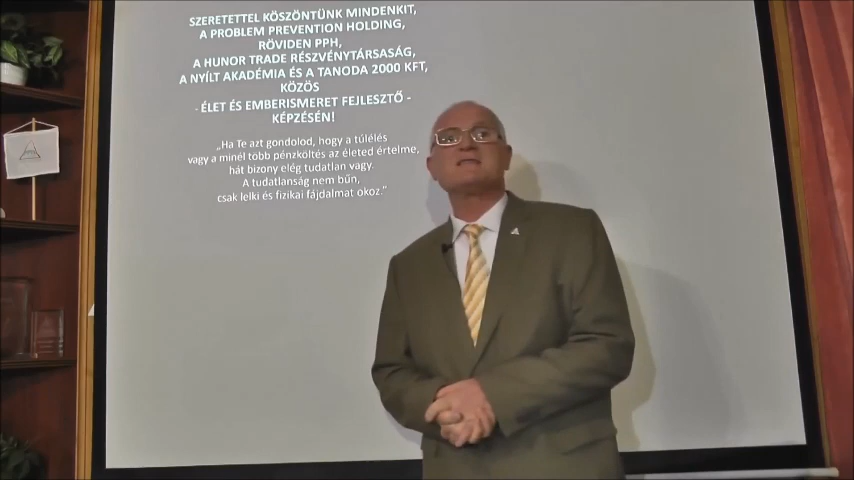 SZERETETTEL KÖSZÖNTÜNK MINDENKIT,
A PROBLEM PREVENTION HOLDING,
RÖVIDEN PPH,
A HUNOR TRADE RÉSZVÉNYTÁRSASÁG,
A NYÍLT AKADÉMIA ÉS A TANODA 2000 KFT,
KÖZÖS
- ÉLET ÉS EMBERISMERET FEJLESZTŐ -
KÉPZÉSÉN!
„Ha Te azt gondolod, hogy a túlélés
vagy a minél több pénzköltés az életed értelme,
hát bizony elég tudatlan vagy.
A tudatlanság nem bűn,
csak lelki és fizikai fájdalmat okoz."